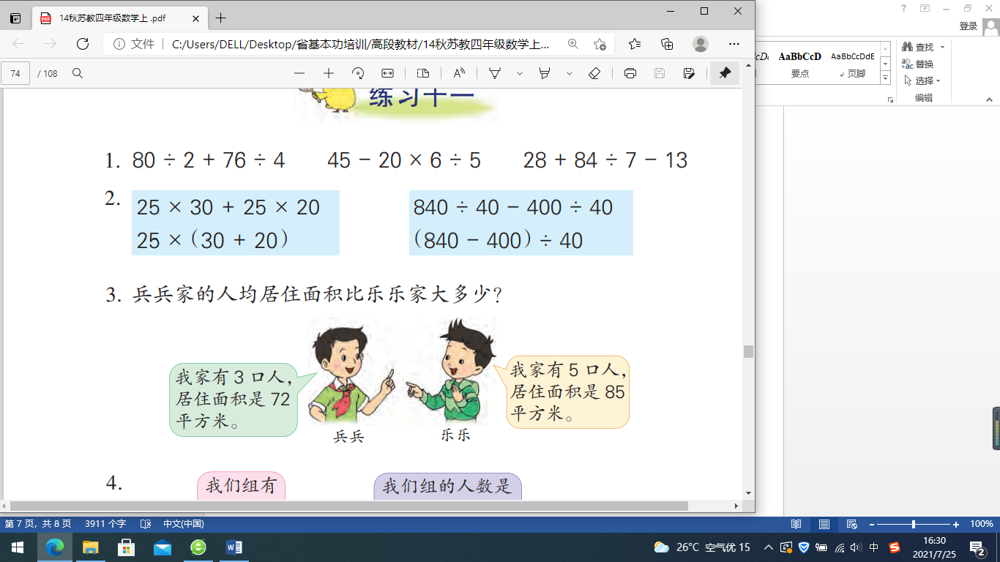 14秋苏教四年级数学上 .pdf
登录
文件 C:/Users/DELL/Desktop/省基本功培训/高段教材/14秋苏教四年级数学上...
AaBbCcD AaBbCcDdE
要点 页脚
查找
替换
选择
编辑
74 / 108
练习十一
1. 80 ÷ 2 + 76 ÷ 4 45 - 20 × 6 ÷ 5 28 + 84 ÷ 7 - 13
2. 25 × 30 + 25 × 20 840 ÷ 40 - 400 ÷ 40
25 ×(30 + 20) (840 - 400)÷ 40
3. 兵兵家的人均居住面积比乐乐家大多少?
我家有 3 口人,
居住面积是 72
平方米。
我家有 5 口人,
居住面积是 85
平方米。
兵兵
乐乐
4. 我们组有 我们组的人数是
第 7 页,共 8 页 3911 个字 中文(中国) 100%
26°C 空气优 15 中 16:30
2021/7/25 2